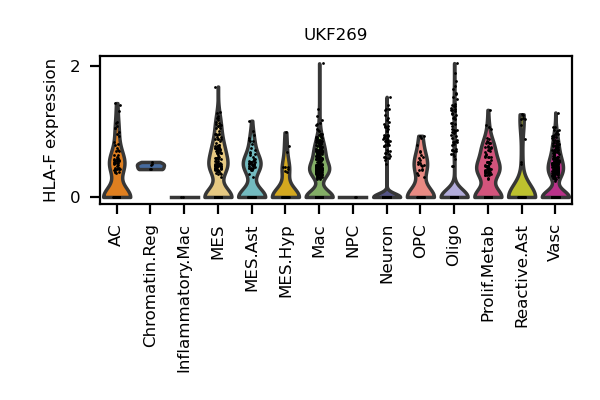 UKF269
HLA-F expression
2
0
AC
Chromatin.Reg
Inflammatory.Mac
MES
MES.Ast
MES.Hyp
Mac
NPC
Neuron
OPC
Oligo
Prolif.Metab
Reactive.Ast
Vasc